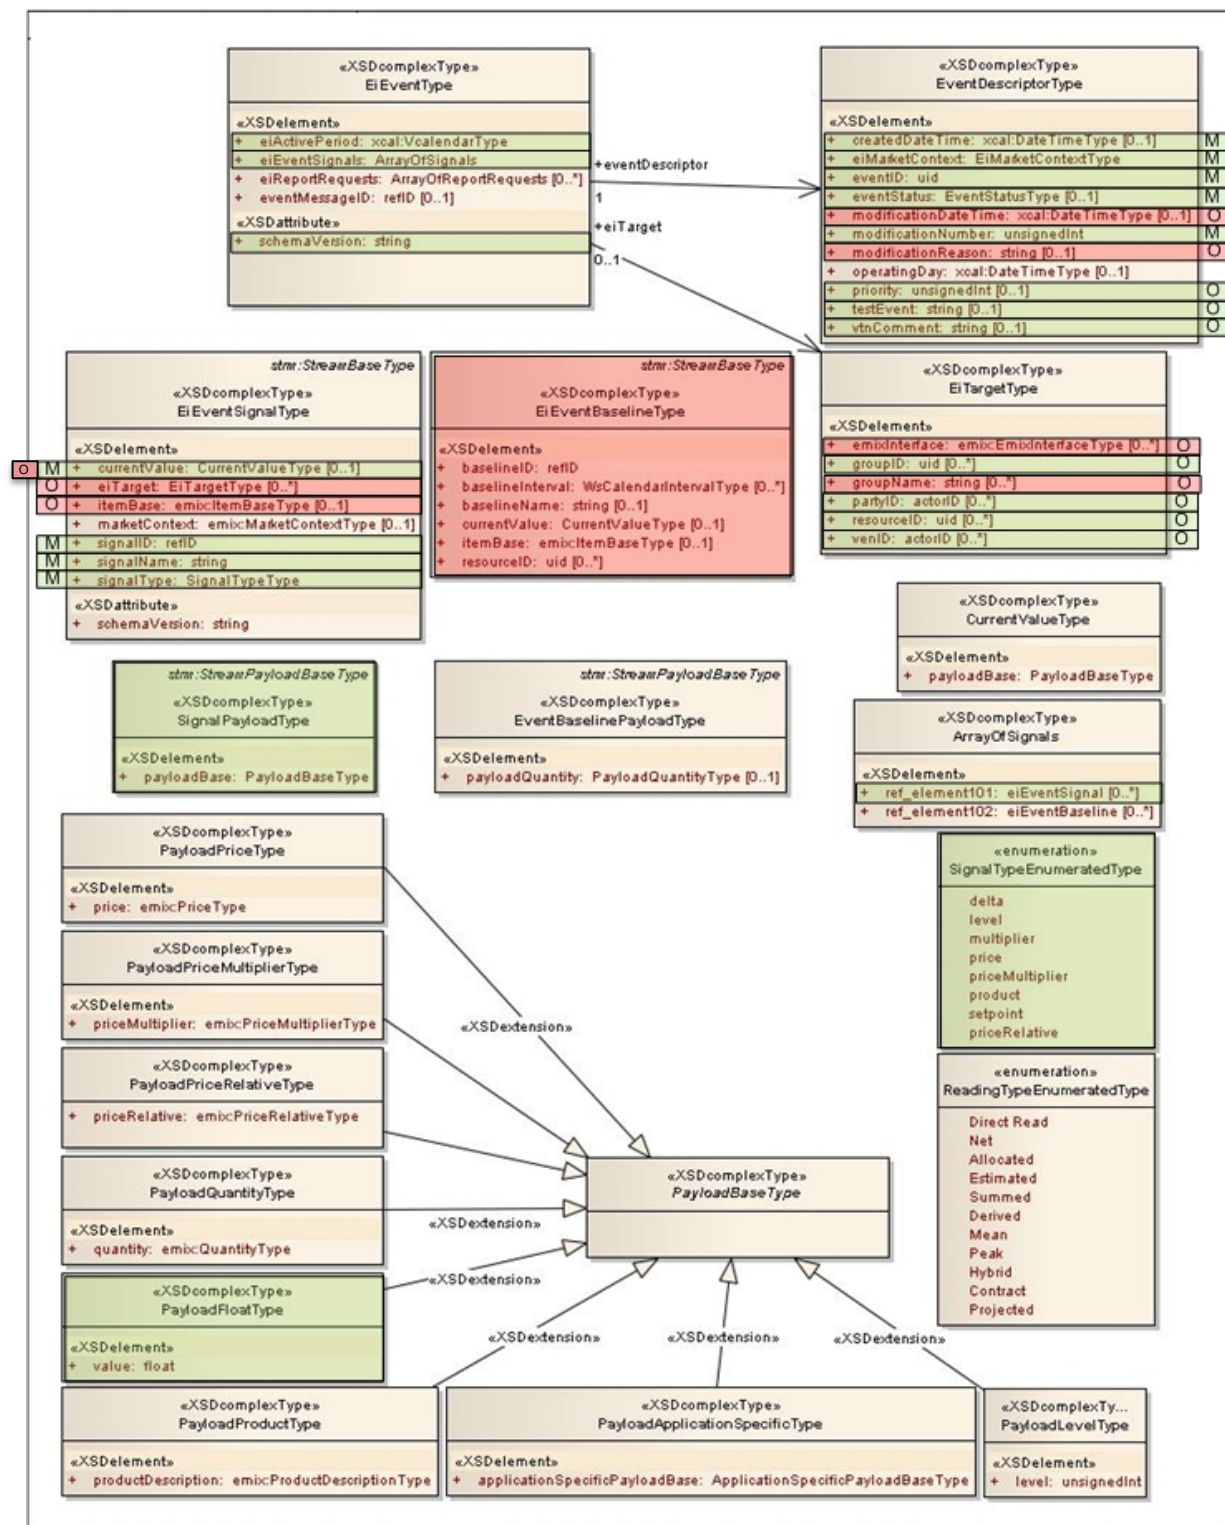 «XSDcomplexType»
EiEventType
«XSDelement»
+ eiActivePeriod: xcal:VcalendarType
+ eiEventSignals: ArrayOfSignals
+ eiReportRequests: ArrayOfReportRequests [0..*]
+ eventMessageID: refID [0..1]
«XSDattribute»
+ schemaVersion: string
+eventDescriptor
1
+eiTarget
0..1
«XSDcomplexType»
EventDescriptorType
«XSDelement»
+ createdDateTime: xcal:DateTimeType [0..1] M
+ eiMarketContext: EiMarketContextType M
+ eventID: uid M
+ eventStatus: EventStatusType [0..1] M
+ modificationDateTime: xcal:DateTimeType [0..1] O
+ modificationNumber: unsignedInt M
+ modificationReason: string [0..1] O
+ operatingDay: xcal:DateTimeType [0..1]
+ priority: unsignedInt [0..1] O
+ testEvent: string [0..1] O
+ vtnComment: string [0..1] O
strm:StreamBaseType
«XSDcomplexType»
EiEventSignalType
«XSDelement»
O M + currentValue: CurrentValueType [0..1]
O + eiTarget: EiTargetType [0..*]
O + itemBase: emix:ItemBaseType [0..1]
+ marketContext: emix:MarketContextType [0..1]
M + signalID: refID
M + signalName: string
M + signalType: SignalTypeType
«XSDattribute»
+ schemaVersion: string
strm:StreamBaseType
«XSDcomplexType»
EiEventBaselineType
«XSDelement»
+ baselineID: refID
+ baselineInterval: WsCalendarIntervalType [0..*]
+ baselineName: string [0..1]
+ currentValue: CurrentValueType [0..1]
+ itemBase: emix:ItemBaseType [0..1]
+ resourceID: uid [0..*]
«XSDcomplexType»
EiTargetType
«XSDelement»
+ emixInterface: emix:EmixInterfaceType [0..*] O
+ groupID: uid [0..*] O
+ groupName: string [0..*] O
+ partyID: actorID [0..*] O
+ resourceID: uid [0..*] O
+ venID: actorID [0..*] O
«XSDcomplexType»
CurrentValueType
«XSDelement»
+ payloadBase: PayloadBaseType
strm:StreamPayloadBaseType
«XSDcomplexType»
SignalPayloadType
«XSDelement»
+ payloadBase: PayloadBaseType
strm:StreamPayloadBaseType
«XSDcomplexType»
EventBaselinePayloadType
«XSDelement»
+ payloadQuantity: PayloadQuantityType [0..1]
«XSDcomplexType»
ArrayOfSignals
«XSDelement»
+ ref_element101: eiEventSignal [0..*]
+ ref_element102: eiEventBaseline [0..*]
«XSDcomplexType»
PayloadPriceType
«XSDelement»
+ price: emix:PriceType
«enumeration»
SignalTypeEnumeratedType
delta
level
multiplier
price
priceMultiplier
product
setpoint
priceRelative
«XSDcomplexType»
PayloadPriceMultiplierType
«XSDelement»
+ priceMultiplier: emix:PriceMultiplierType
«XSDextension»
«XSDcomplexType»
PayloadPriceRelativeType
+ priceRelative: emix:PriceRelativeType
«enumeration»
ReadingTypeEnumeratedType
Direct Read
Net
Allocated
Estimated
Summed
Derived
Mean
Peak
Hybrid
Contract
Projected
«XSDcomplexType»
PayloadQuantityType
«XSDelement»
+ quantity: emix:QuantityType
«XSDcomplexType»
PayloadBaseType
«XSDextension»
«XSDextension»
«XSDcomplexType»
PayloadFloatType
«XSDelement»
+ value: float
«XSDextension»
«XSDextension»
«XSDextension»
«XSDcomplexType»
PayloadProductType
«XSDelement»
+ productDescription: emix:ProductDescriptionType
«XSDcomplexType»
PayloadApplicationSpecificType
«XSDelement»
+ applicationSpecificPayloadBase: ApplicationSpecificPayloadBaseType
«XSDcomplexTy...
PayloadLevelType
«XSDelement»
+ level: unsignedInt